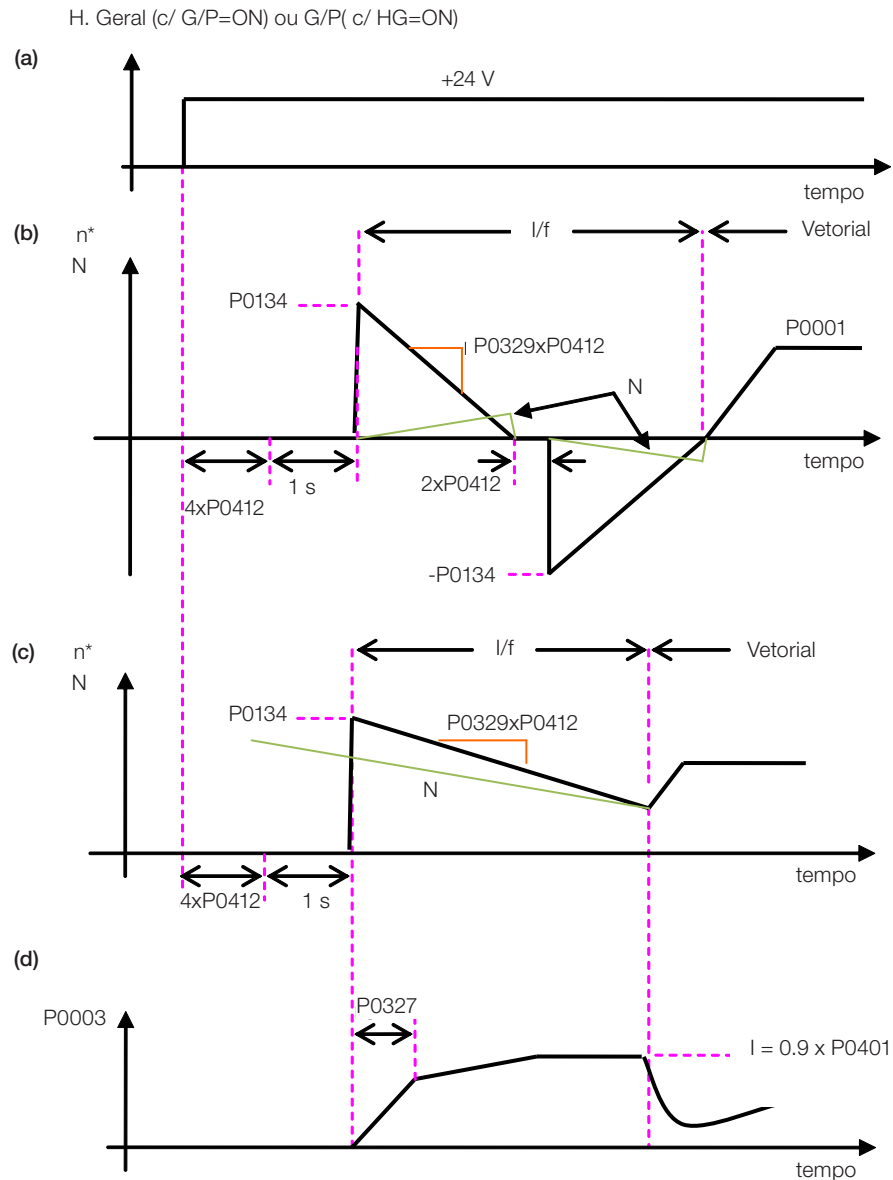 H. Geral (c/ G/P=ON) ou G/P( c/ HG=ON)
(a)
+24 V
tempo
(b)
n*
N
I/f
Vetorial
P0134
P0329xP0412
P0001
N
tempo
1 s
2xP0412
4xP0412
-P0134
(c)
n*
N
I/f
Vetorial
P0134
P0329xP0412
N
tempo
4xP0412
1 s
(d)
P0327
P0003
I = 0.9 x P0401
tempo